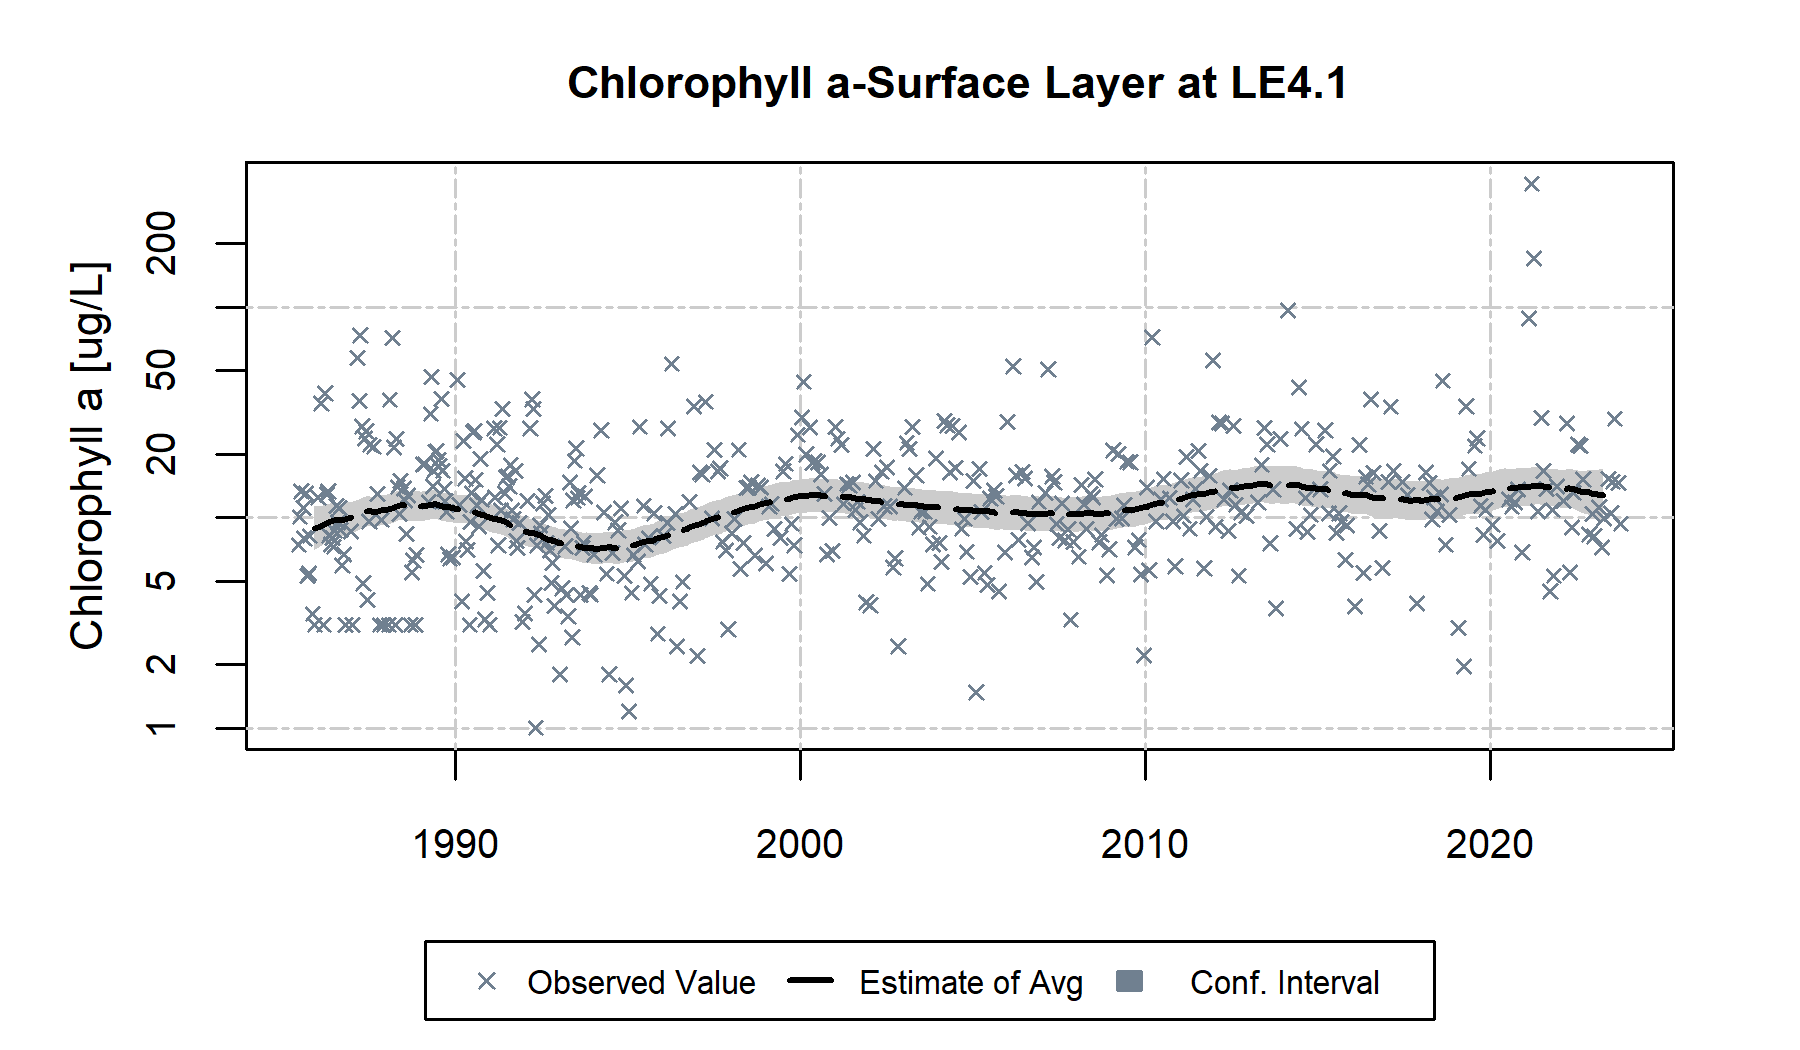 Chlorophyll a-Surface Layer at LE4.1
Chlorophyll a [ug/L]
200
50
20
5
2
1
1990 2000 2010 2020
Observed Value Estimate of Avg Conf. Interval